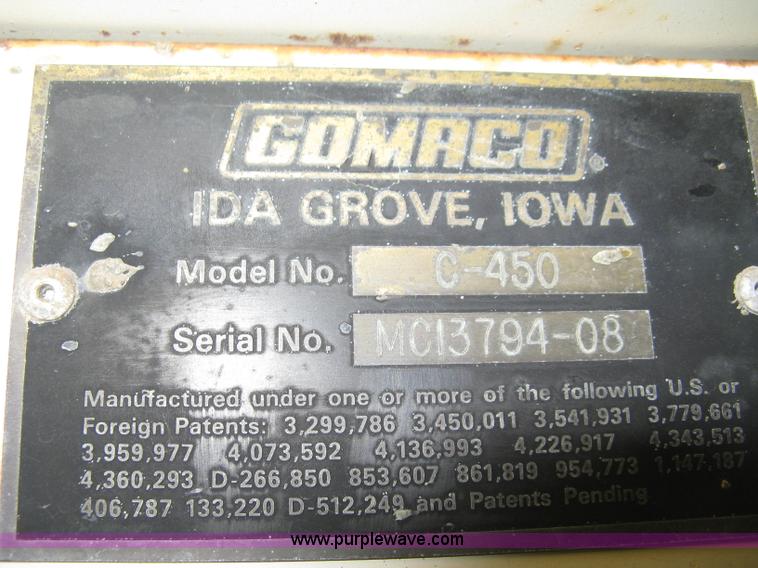 GOMACO®
IDA GROVE, IOWA
Model No. C-450
Serial No. MC13794-08
Manufactured under one or more of the following U.S. or
Foreign Patents: 3,299,786 3,450,011 3,541,931 3,779,661
3,959,977 4,073,592 4,136,993 4,226,917 4,343,513
4,360,293 D-266,850 853,607 861,819 954,773 1,147,187
406,787 133,220 D-512,249 and Patents Pending
www.purplewave.com